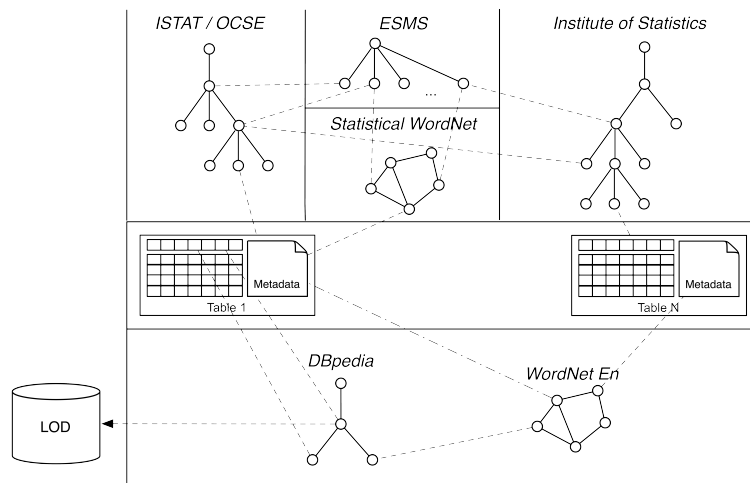 ISTAT / OCSE
ESMS
Institute of Statistics
...
Statistical WordNet
Metadata
Table 1
Metadata
Table N
DBpedia
WordNet En
LOD